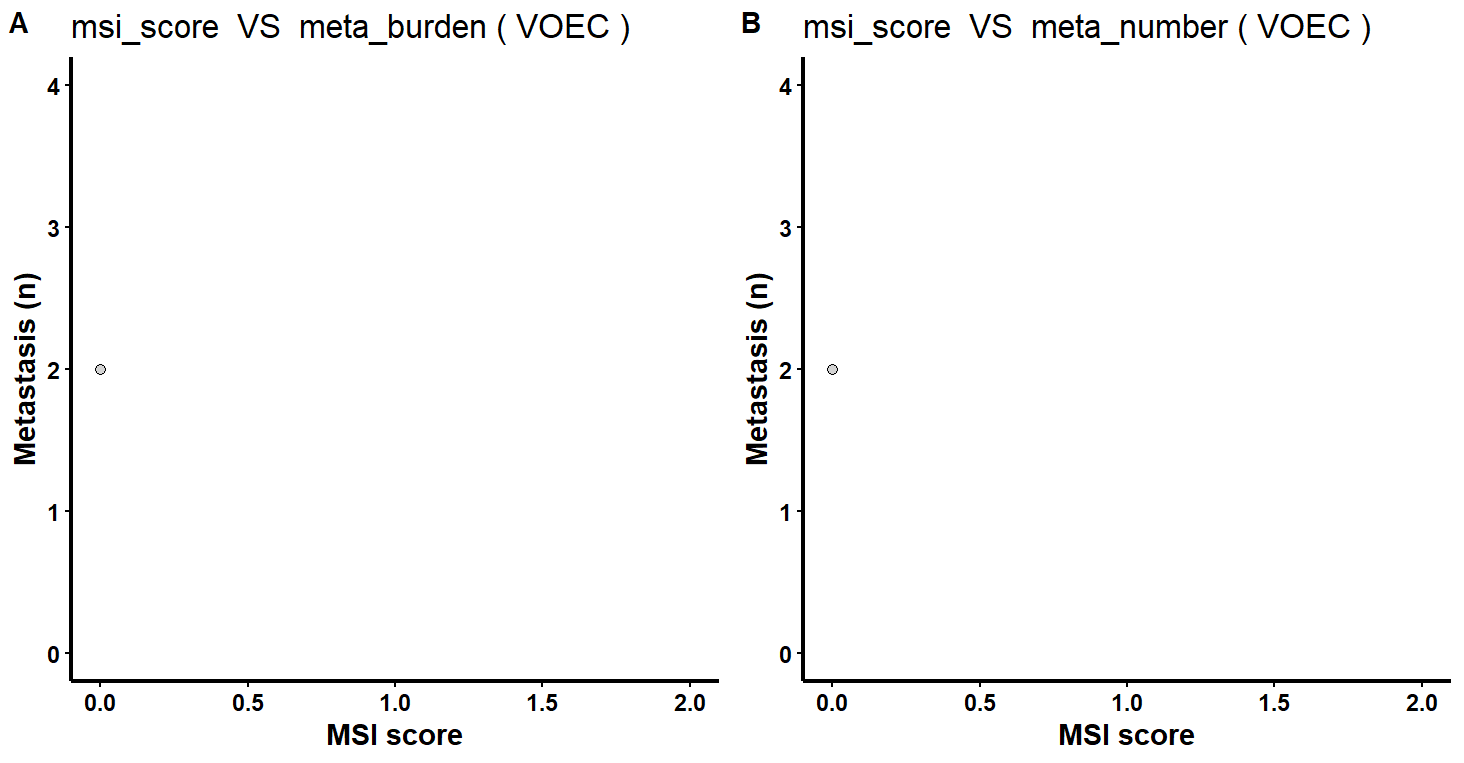 A
msi_score  VS  meta_burden ( VOEC )
4
3
2
1
0
Metastasis (n)
0.0 0.5 1.0 1.5 2.0
MSI score
B
msi_score  VS  meta_number ( VOEC )
4
3
2
1
0
Metastasis (n)
0.0 0.5 1.0 1.5 2.0
MSI score